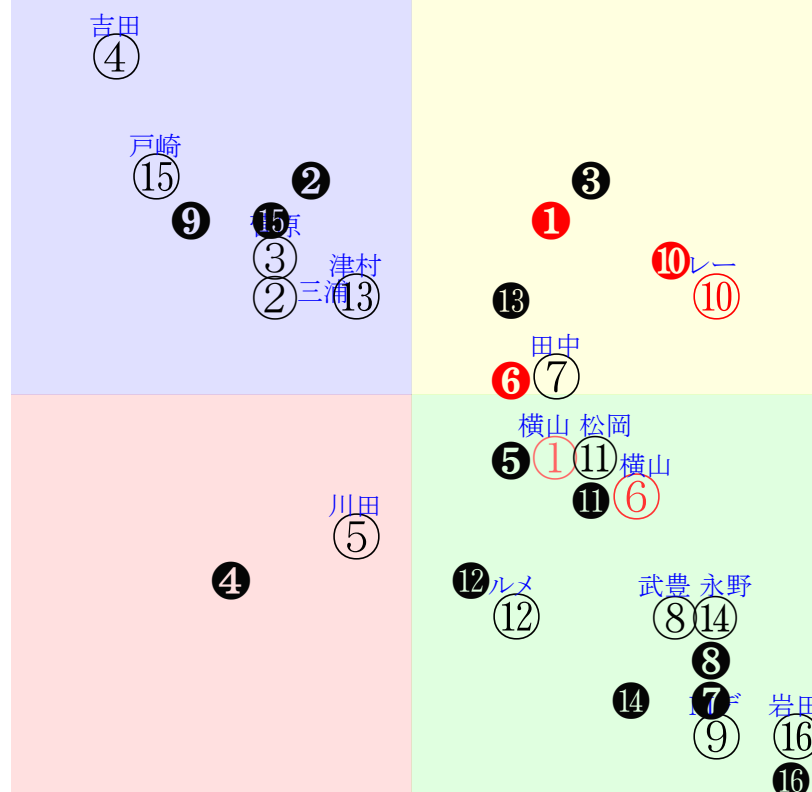 吉田
④
戸崎
⑮ ❷ ❸
❾ ⓯ 原 ❶
③ 津村 ❿ レー
② 三浦 ⑬ ⓭ ⑩
田中
❻ ⑦
横山 松岡
❺ ① ⑪ 横山
⓫ ⑥
川田
⑤
❹ ⓬ ルメ 武豊 永野
⑫ ⑧ ⑭
❽
⓮ ❼ デ 岩田
⑨ ⑯
⓰